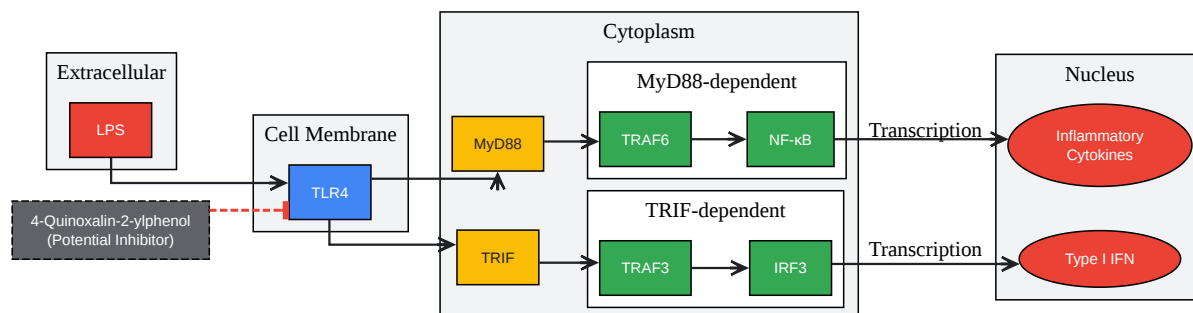 Extracellular
LPS
4-Quinoxalin-2-ylphenol
(Potential Inhibitor)
Cell Membrane
TLR4
Cytoplasm
MyD88
TRIF
MyD88-dependent
TRAF6
NF-κB
TRIF-dependent
TRAF3
IRF3
Transcription
Transcription
Nucleus
Inflammatory
Cytokines
Type I IFN